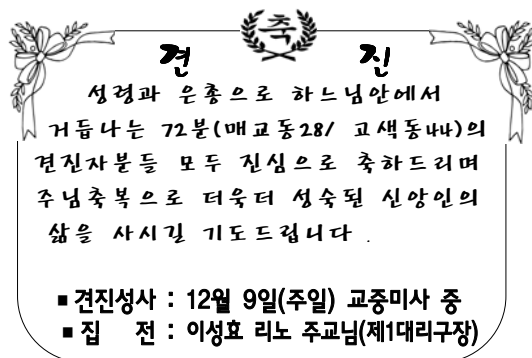 축
견 진
성령과 은총으로 하느님안에서
거듭나는 72분(매교동28/ 고색동44)의
견진자분들 모두 진심으로 축하드리며
주님축복으로 더욱더 성숙된 신앙인의
삶을 사시길 기도드립니다.
■ 견진성사 : 12월 9일(주일) 교중미사 중
■ 집 전 : 이성효 리노 주교님(제1대리구장)